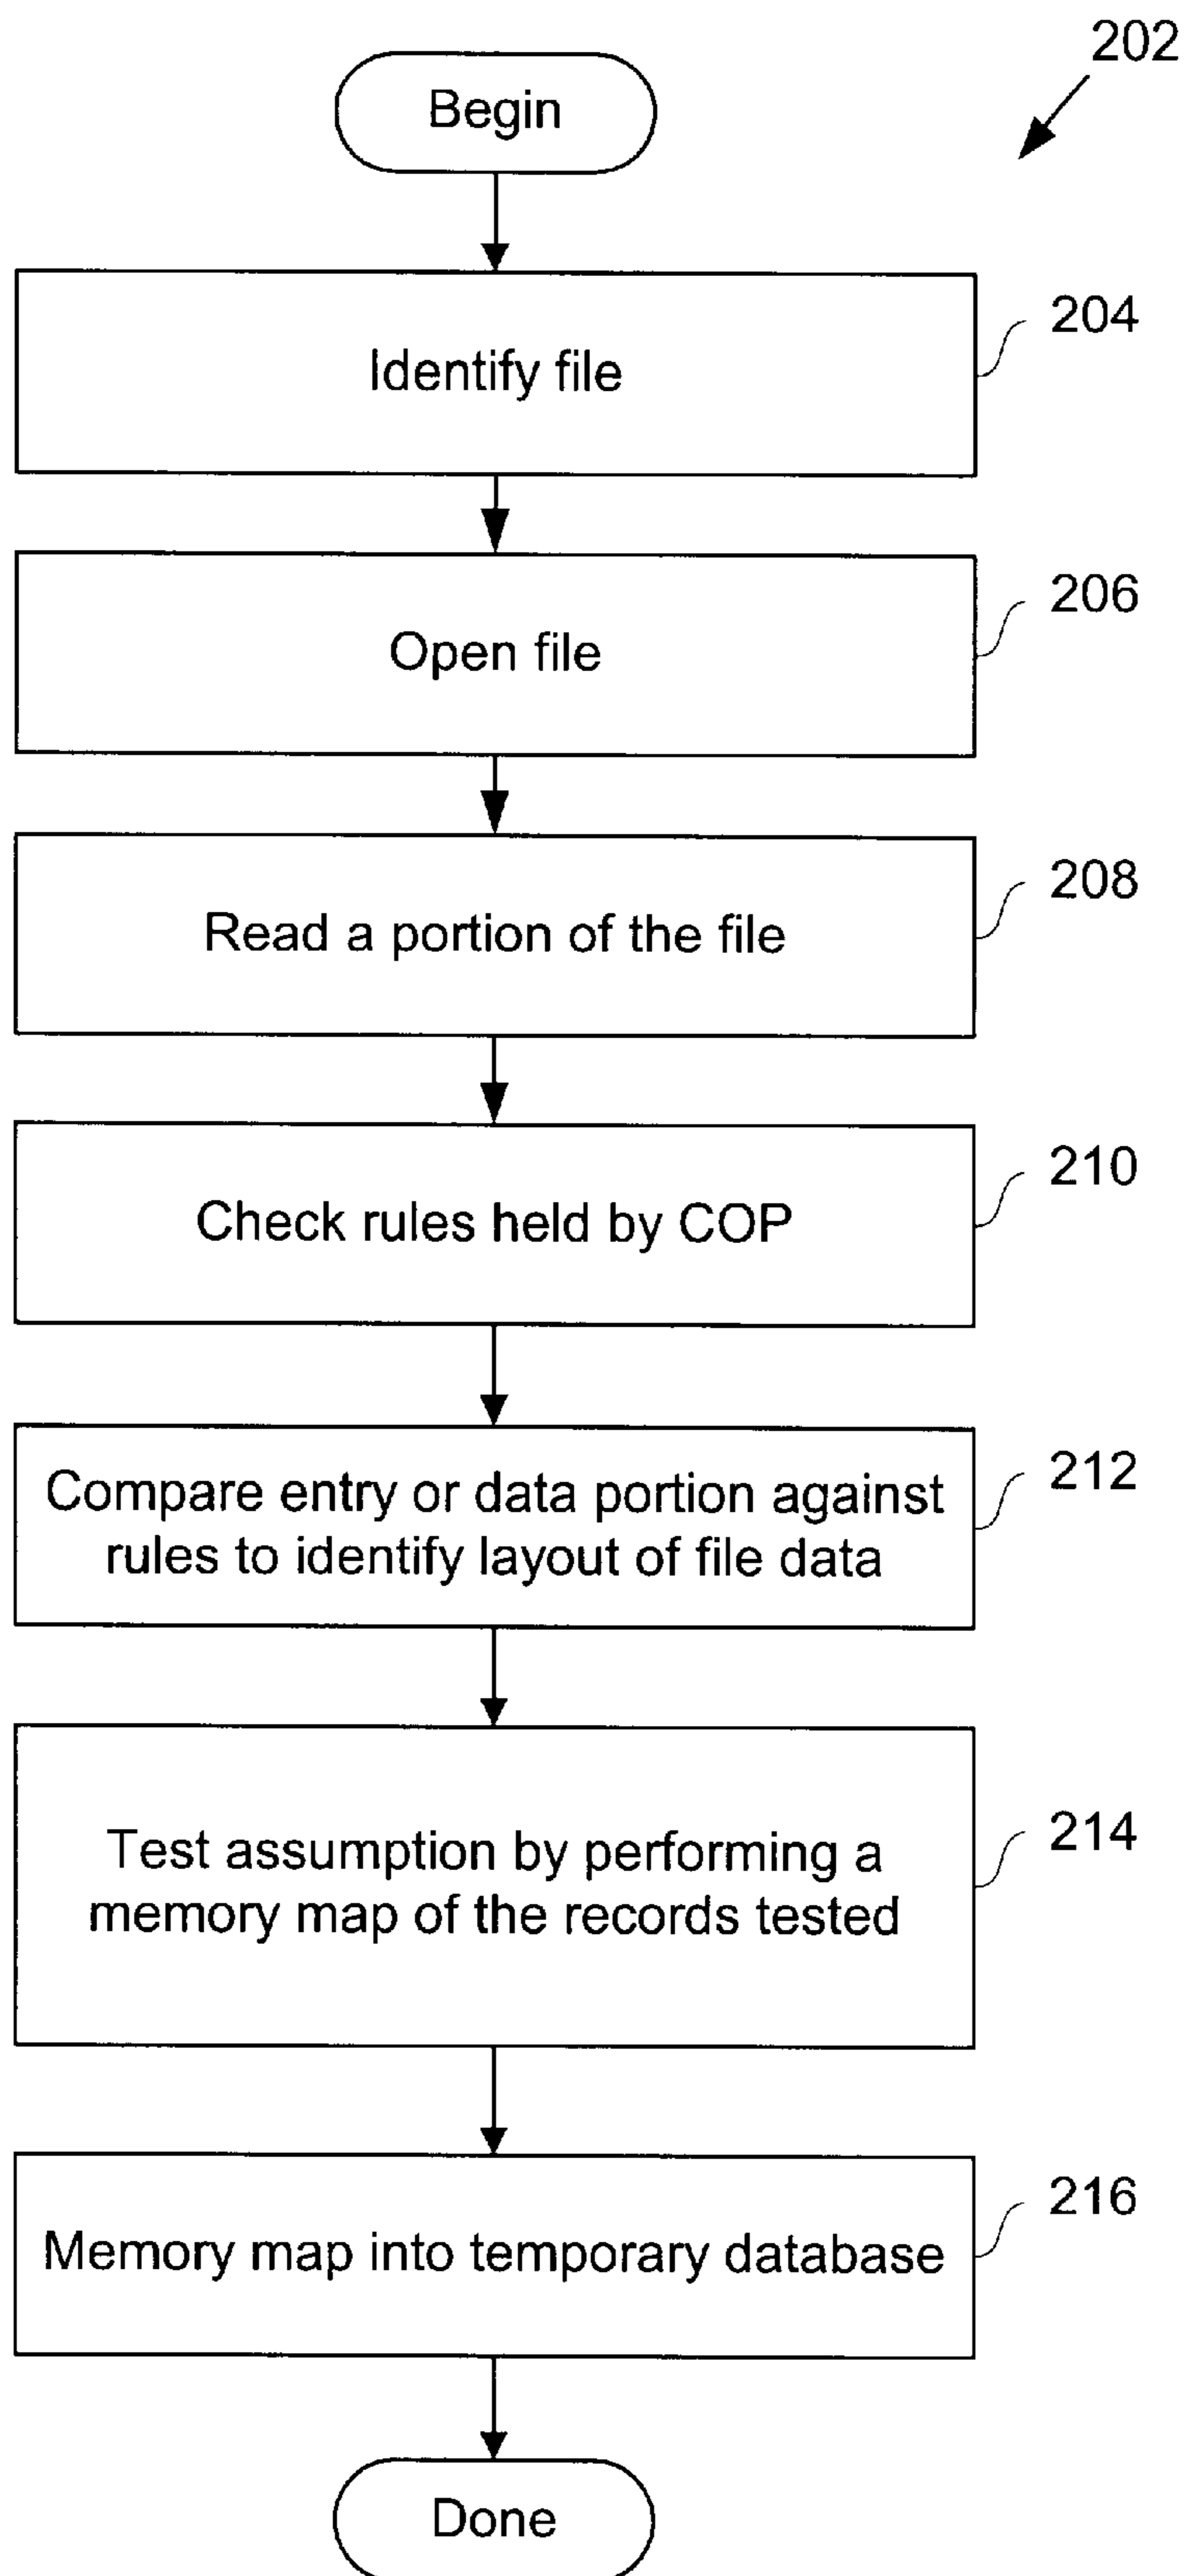 202
Begin
204
Identify file
206
Open file
208
Read a portion of the file
210
Check rules held by COP
212
Compare entry or data portion against
rules to identify layout of file data
214
Test assumption by performing a
memory map of the records tested
216
Memory map into temporary database
Done